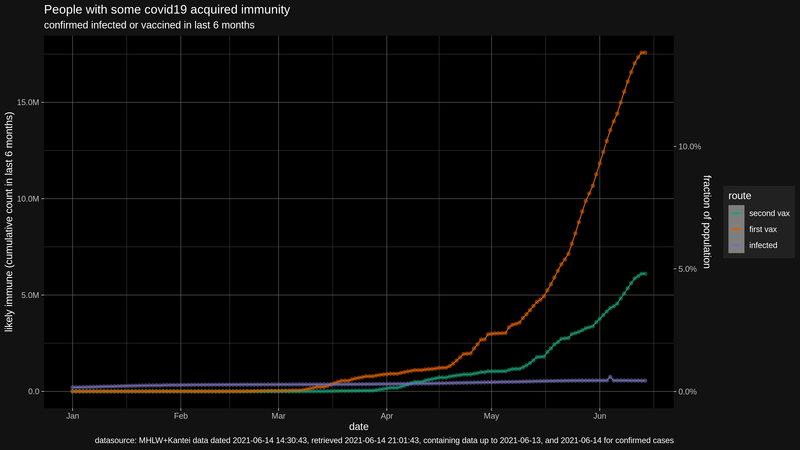 People with some covid19 acquired immunity
confirmed infected or vaccined in last 6 months
likely immune (cumulative count in last 6 months)
15.0M
10.0M
5.0M
0.0
10.0%
5.0%
0.0%
fraction of population
route
second vax
first vax
infected
Jan
Feb
Mar
Apr
May
Jun
date
datasource: MHLW+Kantei data dated 2021-06-14 14:30:43, retrieved 2021-06-14 21:01:43, containing data up to 2021-06-13, and 2021-06-14 for confirmed cases